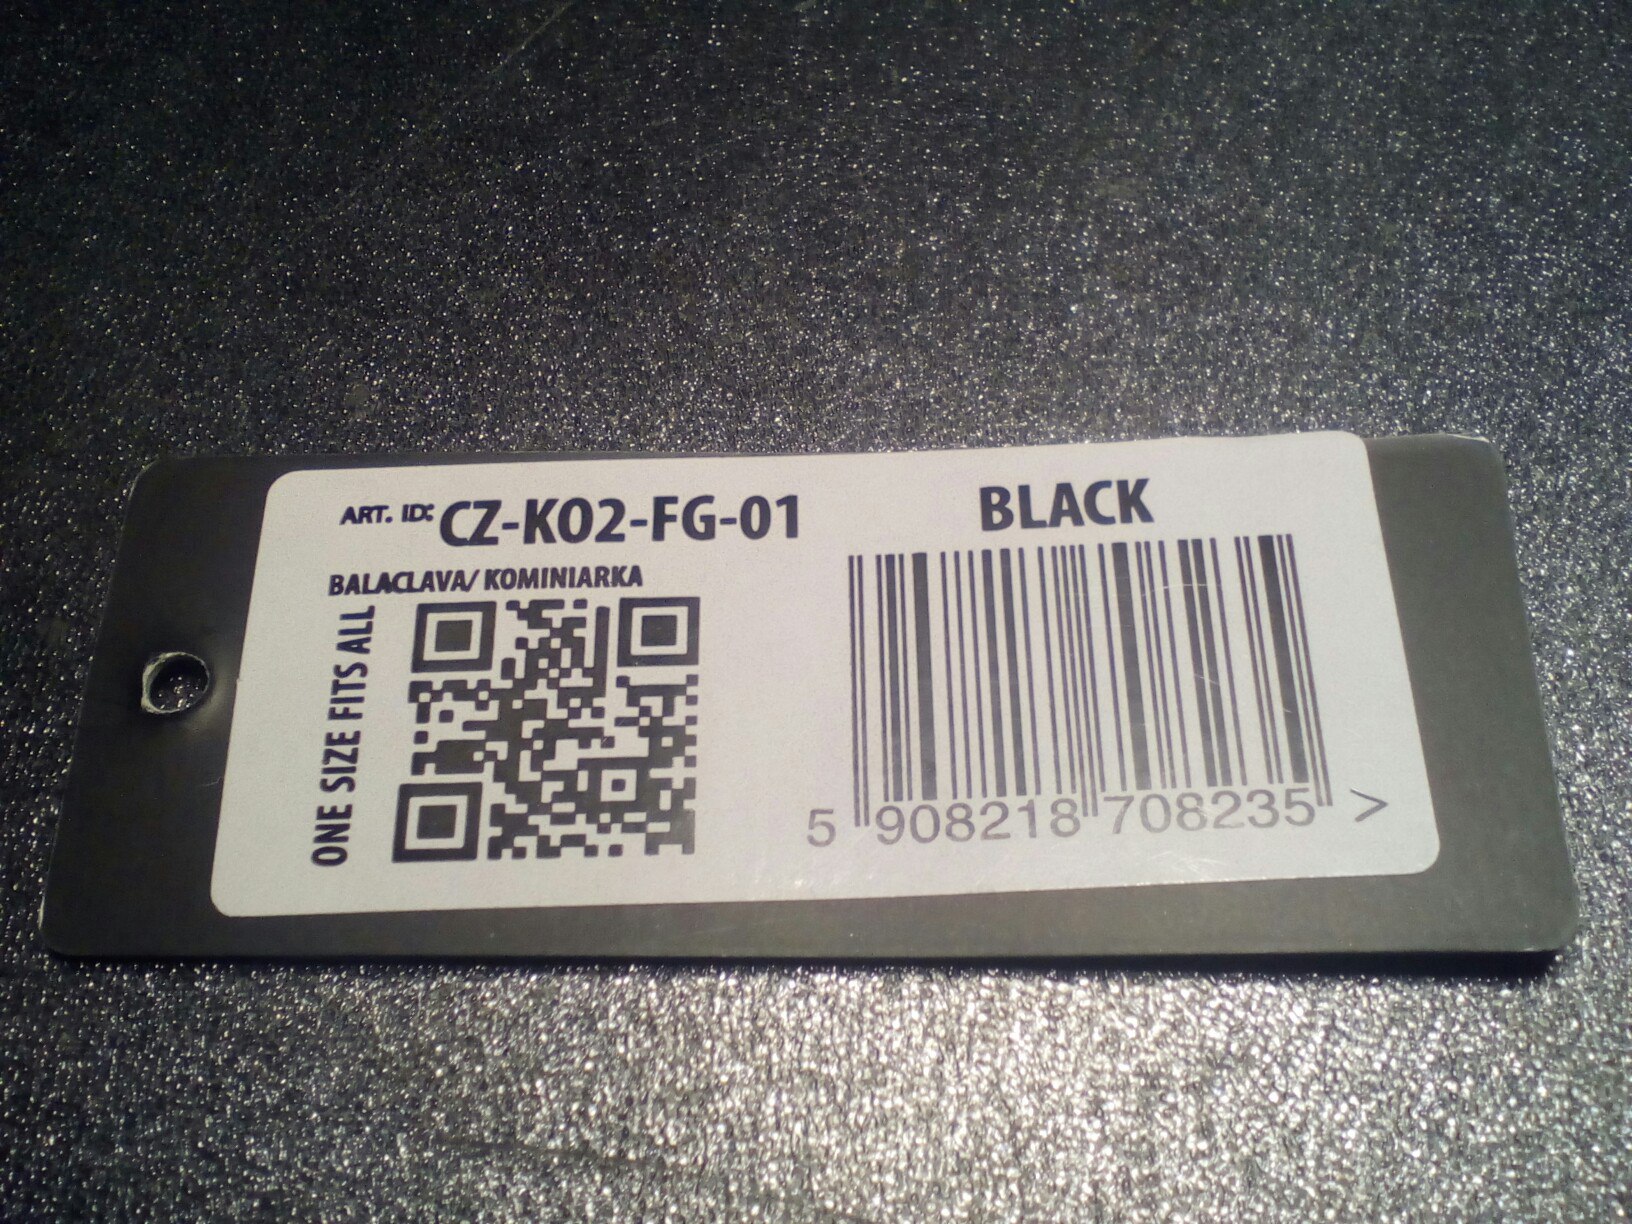 ART. ID: CZ-K02-FG-01
BLACK
BALACLAVA/ KOMINIARKA
ONE SIZE FITS ALL
5 908218 708235 >